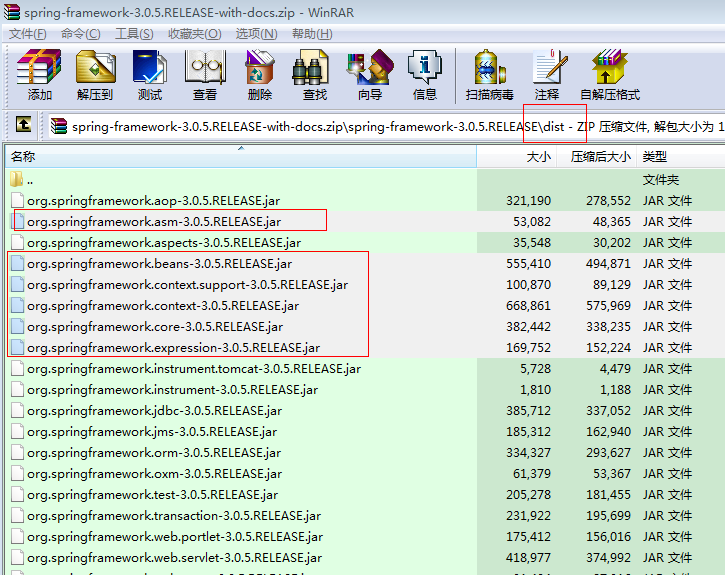 spring-framework-3.0.5.RELEASE-with-docs.zip - WinRAR
文件(F) 命令(C) 工具(S) 收藏夹(O) 选项(N) 帮助(H)
添加 解压到 测试 查看 删除 查找 向导 信息 扫描病毒 注释 自解压格式
spring-framework-3.0.5.RELEASE-with-docs.zip\spring-framework-3.0.5.RELEASE\dist - ZIP 压缩文件, 解包大小为 1
名称 大小 压缩后大小 类型
.. 文件夹
org.springframework.aop-3.0.5.RELEASE.jar 321,190 278,552 JAR 文件
org.springframework.asm-3.0.5.RELEASE.jar 53,082 48,365 JAR 文件
org.springframework.aspects-3.0.5.RELEASE.jar 35,548 30,202 JAR 文件
org.springframework.beans-3.0.5.RELEASE.jar 555,410 494,871 JAR 文件
org.springframework.context.support-3.0.5.RELEASE.jar 100,870 89,129 JAR 文件
org.springframework.context-3.0.5.RELEASE.jar 668,861 575,969 JAR 文件
org.springframework.core-3.0.5.RELEASE.jar 382,442 338,235 JAR 文件
org.springframework.expression-3.0.5.RELEASE.jar 169,752 152,224 JAR 文件
org.springframework.instrument.tomcat-3.0.5.RELEASE.jar 5,728 4,479 JAR 文件
org.springframework.instrument-3.0.5.RELEASE.jar 1,810 1,188 JAR 文件
org.springframework.jdbc-3.0.5.RELEASE.jar 385,712 337,052 JAR 文件
org.springframework.jms-3.0.5.RELEASE.jar 185,312 162,940 JAR 文件
org.springframework.orm-3.0.5.RELEASE.jar 334,327 293,627 JAR 文件
org.springframework.oxm-3.0.5.RELEASE.jar 61,379 53,367 JAR 文件
org.springframework.test-3.0.5.RELEASE.jar 205,278 181,455 JAR 文件
org.springframework.transaction-3.0.5.RELEASE.jar 231,922 195,699 JAR 文件
org.springframework.web.portlet-3.0.5.RELEASE.jar 175,412 156,016 JAR 文件
org.springframework.web.servlet-3.0.5.RELEASE.jar 418,977 374,992 JAR 文件